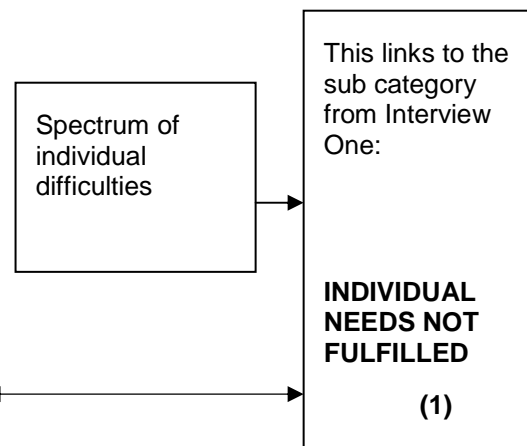 Spectrum of
individual
difficulties
This links to the
sub category
from Interview
One:
INDIVIDUAL
NEEDS NOT
FULFILLED
(1)